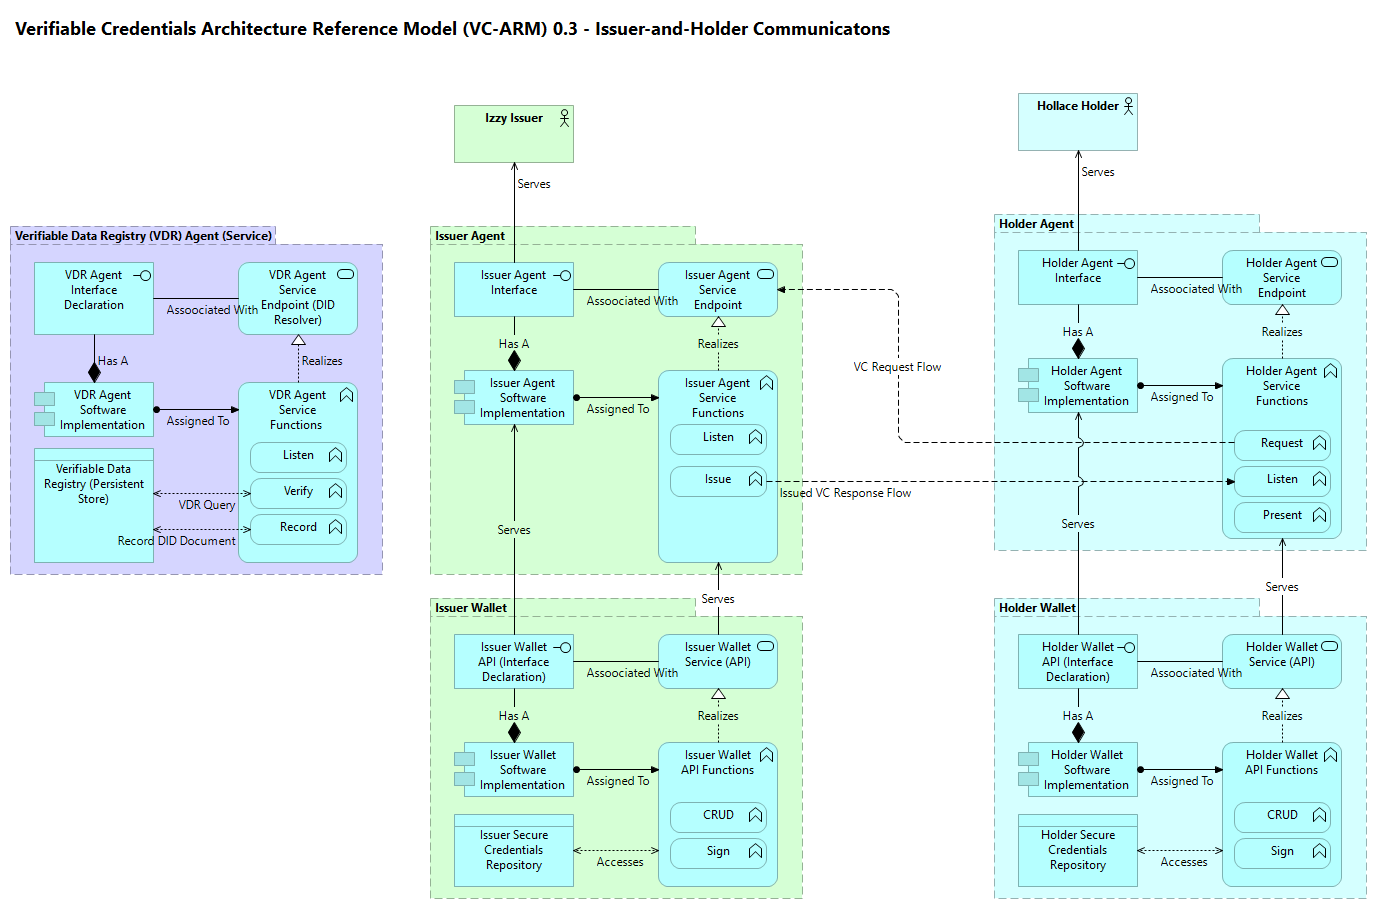 Verifiable Credentials Architecture Reference Model (VC-ARM) 0.3 - Issuer-and-Holder Communicatons
Izzy Issuer
Serves
Hollace Holder
Serves
Verifiable Data Registry (VDR) Agent (Service)
VDR Agent
Interface
Declaration
Assoociated With
VDR Agent
Service
Endpoint (DID
Resolver)
Has A
Realizes
VDR Agent
Software
Implementation
Assigned To
VDR Agent
Service
Functions
Listen
Verify
Record
Verifiable Data
Registry (Persistent
Store)
VDR Query
Record DID Document
Issuer Agent
Issuer Agent
Interface
Assoociated With
Issuer Agent
Service
Endpoint
Has A
Realizes
Issuer Agent
Software
Implementation
Assigned To
Issuer Agent
Service
Functions
Listen
Issue
VC Request Flow
Issued VC Response Flow
Serves
Serves
Holder Agent
Holder Agent
Interface
Assoociated With
Holder Agent
Service
Endpoint
Has A
Realizes
Holder Agent
Software
Implementation
Assigned To
Holder Agent
Service
Functions
Request
Listen
Present
Serves
Serves
Issuer Wallet
Issuer Wallet
API (Interface
Declaration)
Assoociated With
Issuer Wallet
Service (API)
Has A
Realizes
Issuer Wallet
Software
Implementation
Assigned To
Issuer Wallet
API Functions
CRUD
Sign
Issuer Secure
Credentials
Repository
Accesses
Holder Wallet
Holder Wallet
API (Interface
Declaration)
Assoociated With
Holder Wallet
Service (API)
Has A
Realizes
Holder Wallet
Software
Implementation
Assigned To
Holder Wallet
API Functions
CRUD
Sign
Holder Secure
Credentials
Repository
Accesses